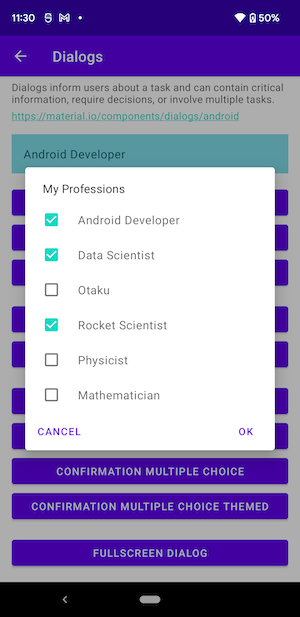 11:30
50%
Dialogs
Dialogs inform users about a task and can contain critical
information, require decisions, or involve multiple tasks.
https://material.io/components/dialogs/android
Android Developer
My Professions
Android Developer
Data Scientist
Otaku
Rocket Scientist
Physicist
Mathematician
CANCEL OK
CONFIRMATION MULTIPLE CHOICE
CONFIRMATION MULTIPLE CHOICE THEMED
FULLSCREEN DIALOG